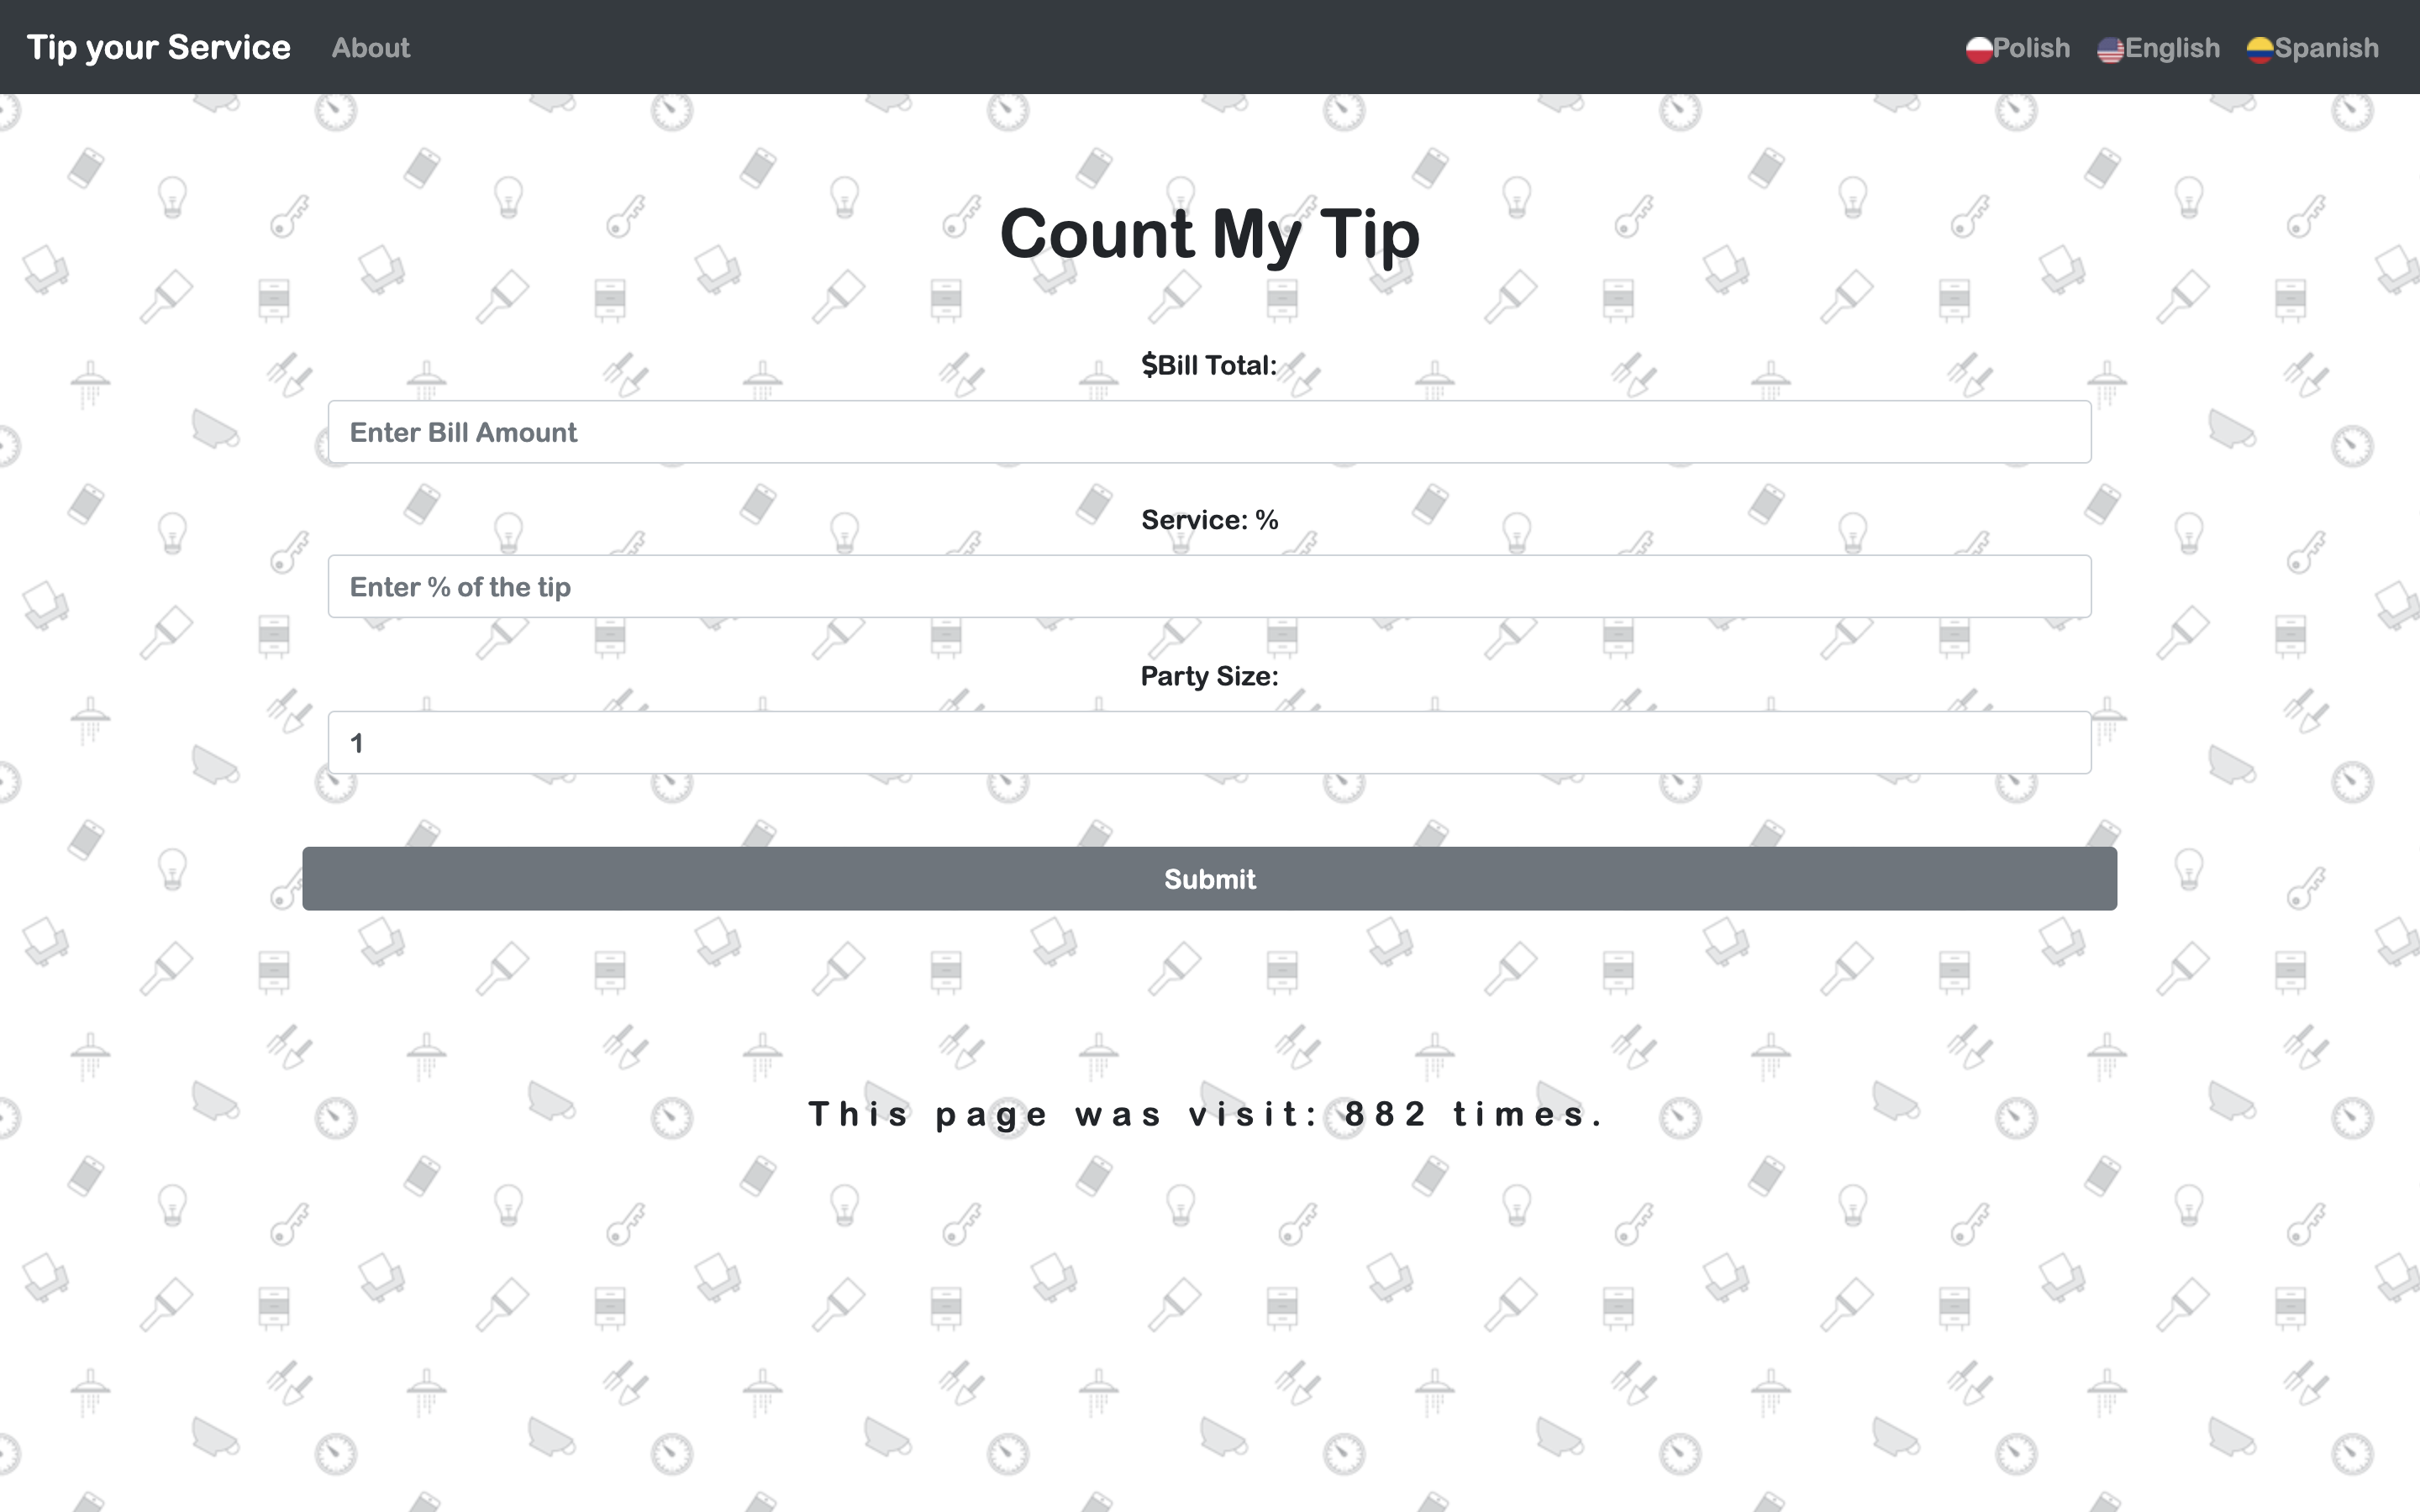 Tip your Service About Polish English Spanish
Count My Tip
$Bill Total:
Enter Bill Amount
Service: %
Enter % of the tip
Party Size:
1
Submit
This page was visit: 882 times.